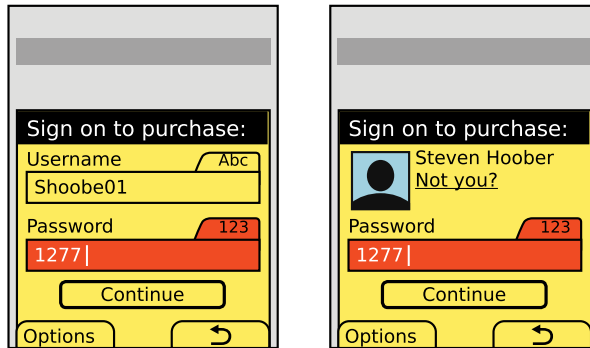 Sign on to purchase:
Username
Abc
Shoobe01
Password
123
1277
Continue
Options
Sign on to purchase:
Steven Hoober
Not you?
Password
123
1277
Continue
Options